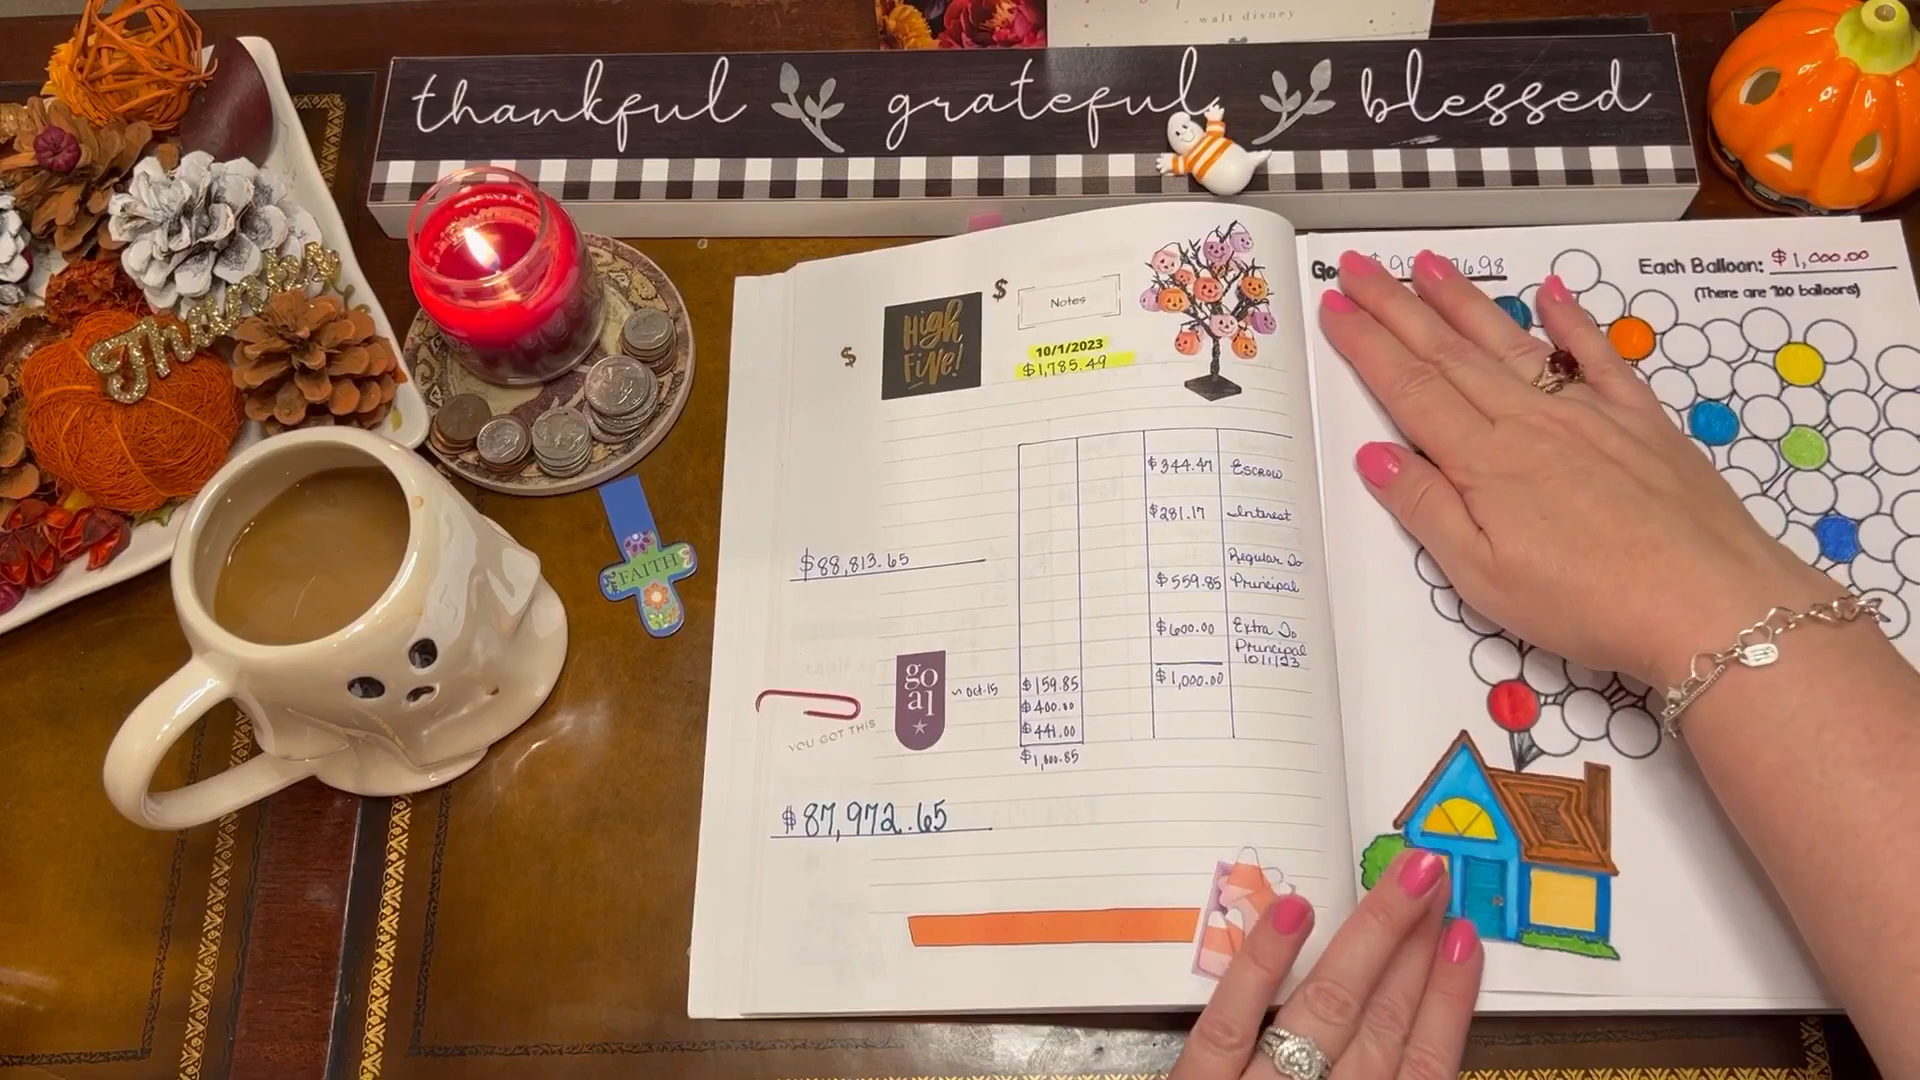 - walt disney
thankful grateful blessed
Thankful
FAITH
$
$
HIGH
FIVE!
Notes
10/1/2023
$1,785.49
$344.47 Escrow
$281.17 Interest
$88,813.65
Regular To
$559.85 Principal
$600.00 Extra To
Principal
10/1/23
$1,000.00
goal
~ Oct. 15
$159.85
$400.00
$441.00
$1,000.85
YOU GOT THIS
$87,972.65
Each Balloon: $1,000.00
(There are 100 balloons)